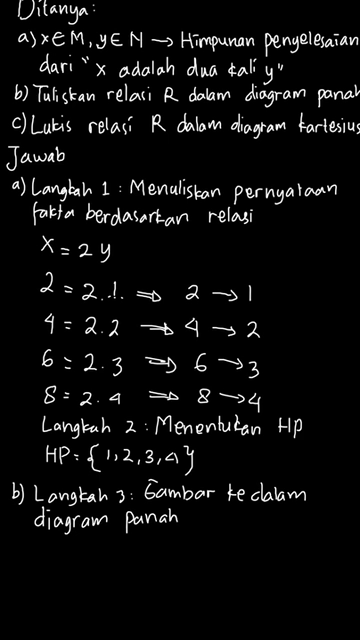 Ditanya:
a) x ∈ M, y ∈ N → Himpunan penyelesaian
dari "x adalah dua kali y"
b) Tuliskan relasi R dalam diagram panah
c) Lukis relasi R dalam diagram kartesius
Jawab
a) Langkah 1 : Menuliskan pernyataan
fakta berdasarkan relasi
x = 2 y
2 = 2.1. ⇒ 2 → 1
4 = 2.2 ⇒ 4 → 2
6 = 2.3 ⇒ 6 → 3
8 = 2.4 ⇒ 8 → 4
Langkah 2 : Menentukan HP
HP = {1, 2, 3, 4}
b) Langkah 3 : Gambar ke dalam
diagram panah